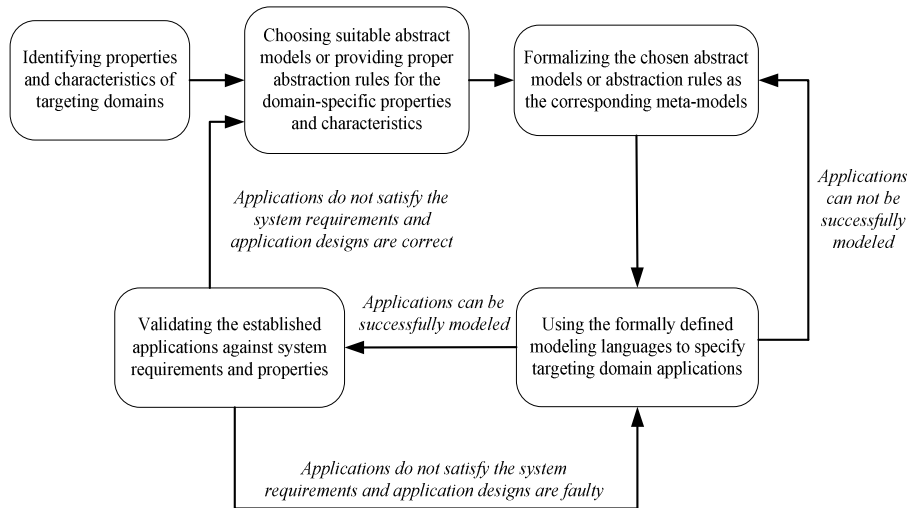 Identifying properties
and characteristics of
targeting domains
Choosing suitable abstract
models or providing proper
abstraction rules for the
domain-specific properties
and characteristics
Formalizing the chosen abstract
models or abstraction rules as
the corresponding meta-models
Applications do not satisfy the
system requirements and
application designs are correct
Applications
can not be
successfully
modeled
Validating the established
applications against system
requirements and properties
Applications can be
successfully modeled
Using the formally defined
modeling languages to specify
targeting domain applications
Applications do not satisfy the system
requirements and application designs are faulty